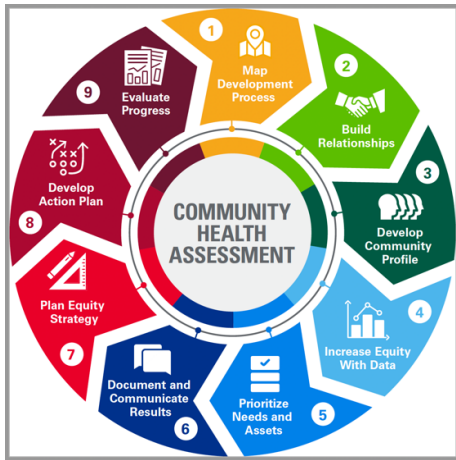 COMMUNITY
HEALTH
ASSESSMENT
1
Map
Development
Process
2
Build
Relationships
3
Develop
Community
Profile
4
Increase Equity
With Data
5
Prioritize
Needs and
Assets
6
Document and
Communicate
Results
7
Plan Equity
Strategy
8
Develop
Action Plan
9
Evaluate
Progress